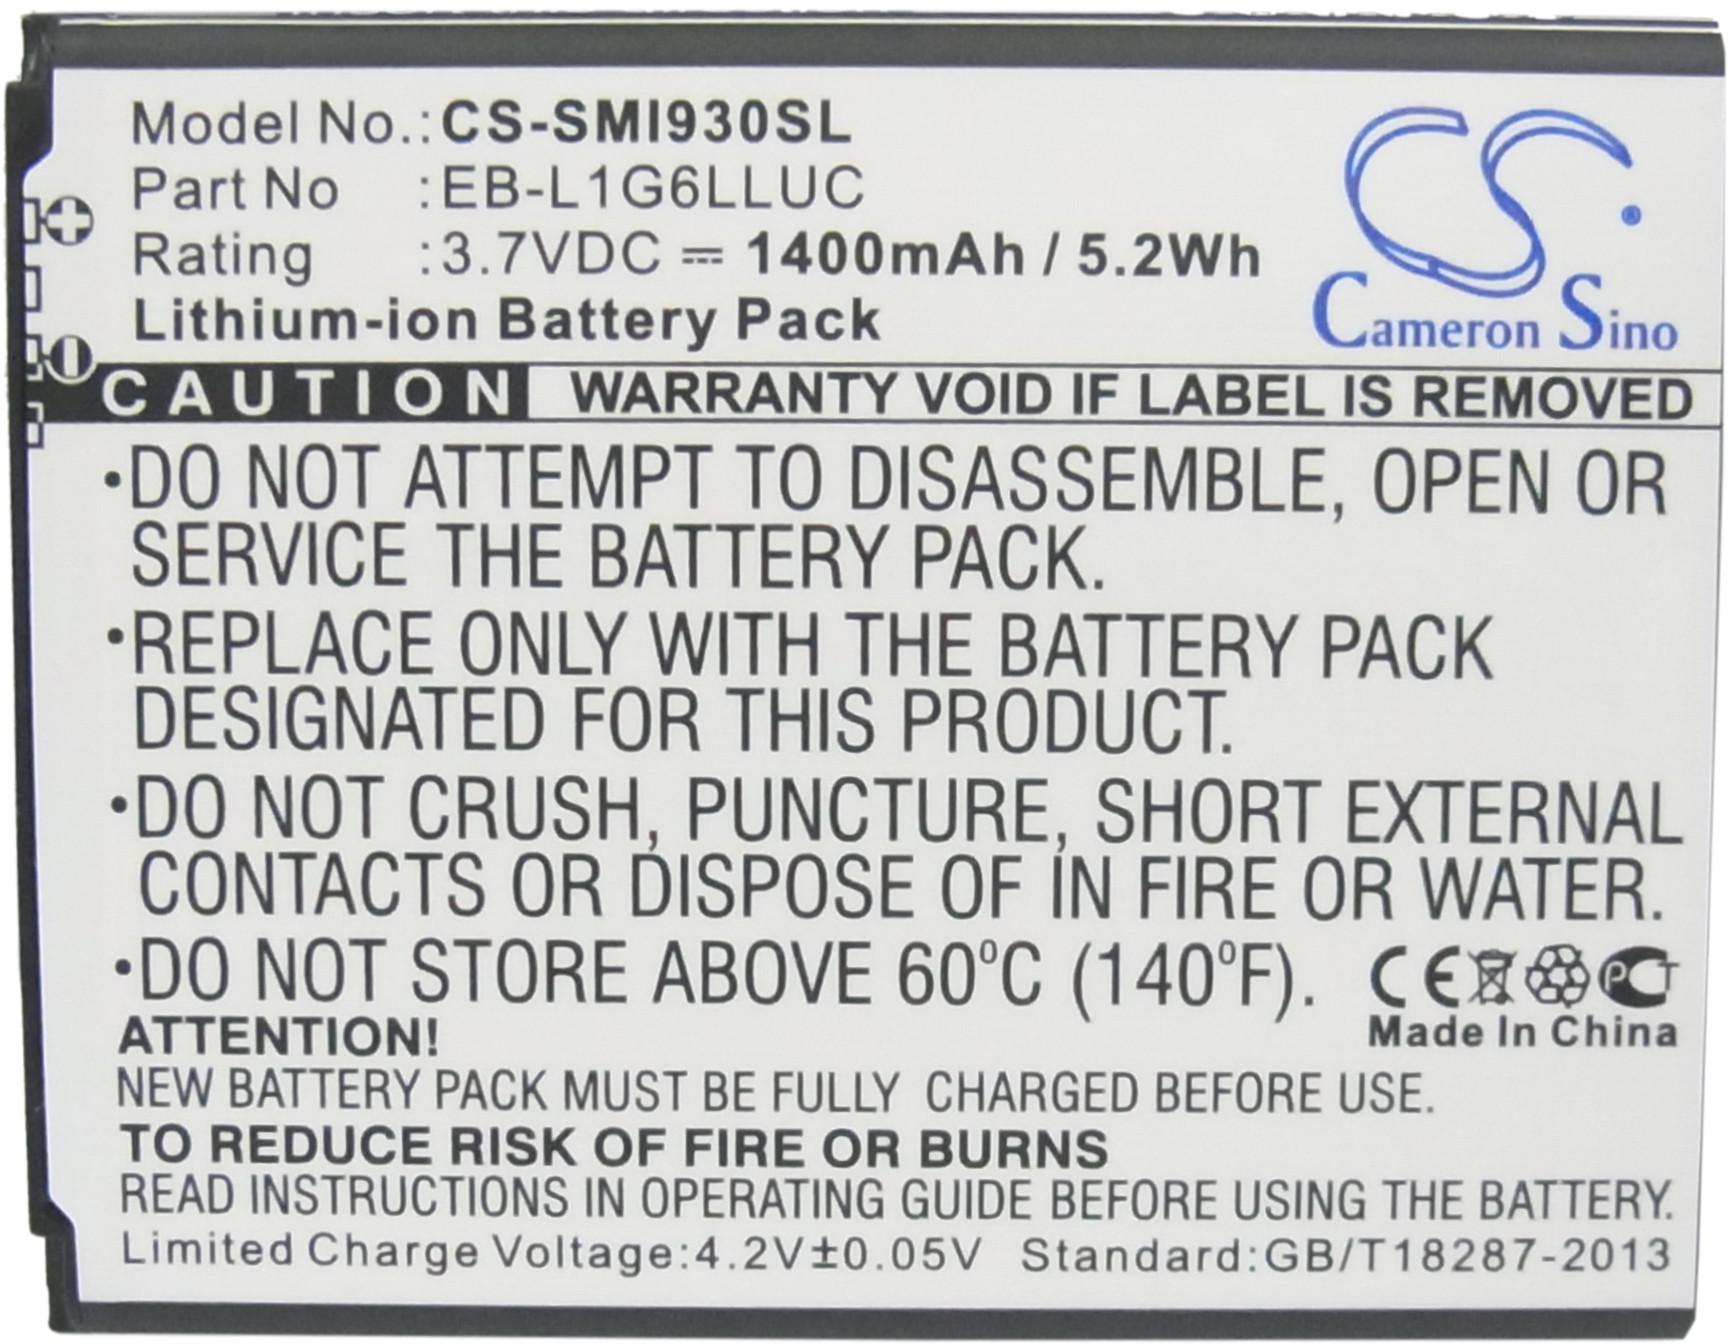 Model No.: CS-SMI930SL
Part No : EB-L1G6LLUC
Rating : 3.7VDC ⎓ 1400mAh / 5.2Wh
Lithium-ion Battery Pack
CS
Cameron Sino
CAUTION WARRANTY VOID IF LABEL IS REMOVED
•DO NOT ATTEMPT TO DISASSEMBLE, OPEN OR
SERVICE THE BATTERY PACK.
•REPLACE ONLY WITH THE BATTERY PACK
DESIGNATED FOR THIS PRODUCT.
•DO NOT CRUSH, PUNCTURE, SHORT EXTERNAL
CONTACTS OR DISPOSE OF IN FIRE OR WATER.
•DO NOT STORE ABOVE 60°C (140°F). CE PCT
Made In China
ATTENTION!
NEW BATTERY PACK MUST BE FULLY CHARGED BEFORE USE.
TO REDUCE RISK OF FIRE OR BURNS
READ INSTRUCTIONS IN OPERATING GUIDE BEFORE USING THE BATTERY.
Limited Charge Voltage:4.2V±0.05V Standard:GB/T18287-2013